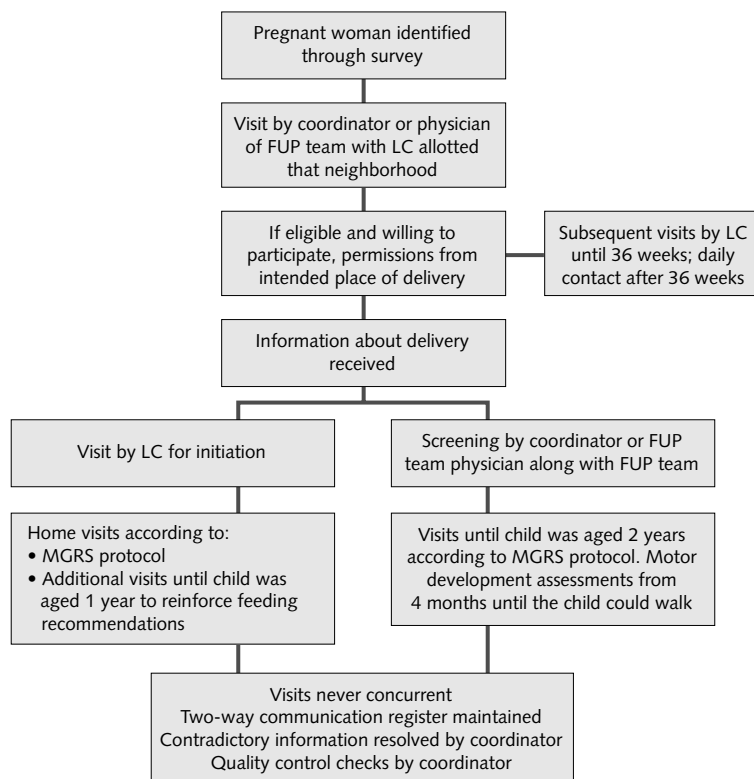 Pregnant woman identified
through survey
Visit by coordinator or physician
of FUP team with LC allotted
that neighborhood
If eligible and willing to
participate, permissions from
intended place of delivery
Subsequent visits by LC
until 36 weeks; daily
contact after 36 weeks
Information about delivery
received
Visit by LC for initiation
Screening by coordinator or FUP
team physician along with FUP team
Home visits according to:
• MGRS protocol
• Additional visits until child was
aged 1 year to reinforce feeding
recommendations
Visits until child was aged 2 years
according to MGRS protocol. Motor
development assessments from
4 months until the child could walk
Visits never concurrent
Two-way communication register maintained
Contradictory information resolved by coordinator
Quality control checks by coordinator